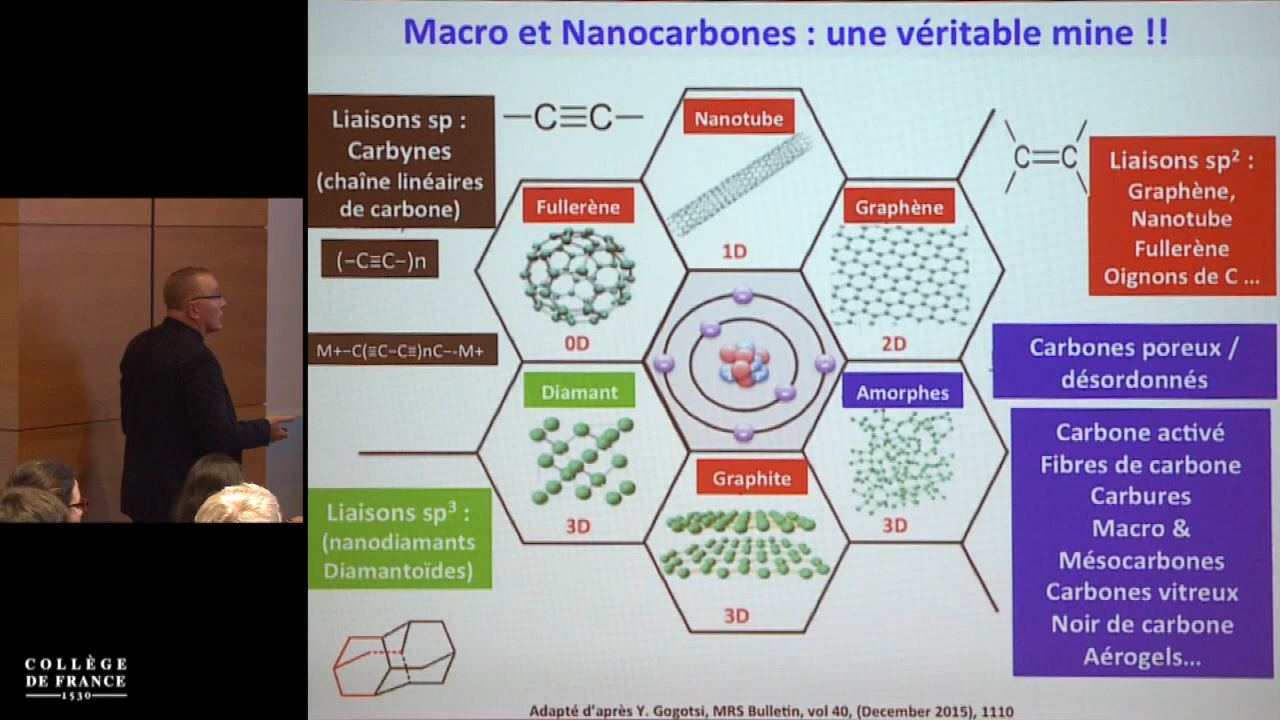 Macro et Nanocarbones : une véritable mine !!
Liaisons sp :
Carbynes
(chaîne linéaires
de carbone)
—C≡C—
(−C≡C−)n
M+−C(≡C−C≡)nC−-M+
Nanotube
1D
Fullerène
0D
Graphène
2D
C=C
Liaisons sp² :
Graphène,
Nanotube
Fullerène
Oignons de C ...
Diamant
3D
Amorphes
3D
Graphite
3D
Carbones poreux /
désordonnés
Carbone activé
Fibres de carbone
Carbures
Macro &
Mésocarbones
Carbones vitreux
Noir de carbone
Aérogels...
Liaisons sp³ :
(nanodiamants
Diamantoïdes)
COLLÈGE
DE FRANCE
1530
Adapté d'après Y. Gogotsi, MRS Bulletin, vol 40, (December 2015), 1110